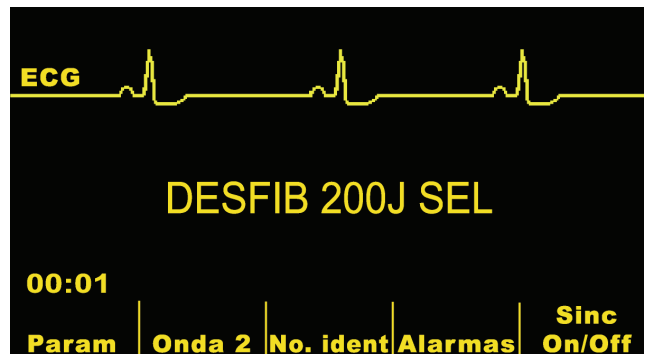 ECG
DESFIB 200J SEL
00:01
Param Onda 2 No. ident Alarmas Sinc On/Off